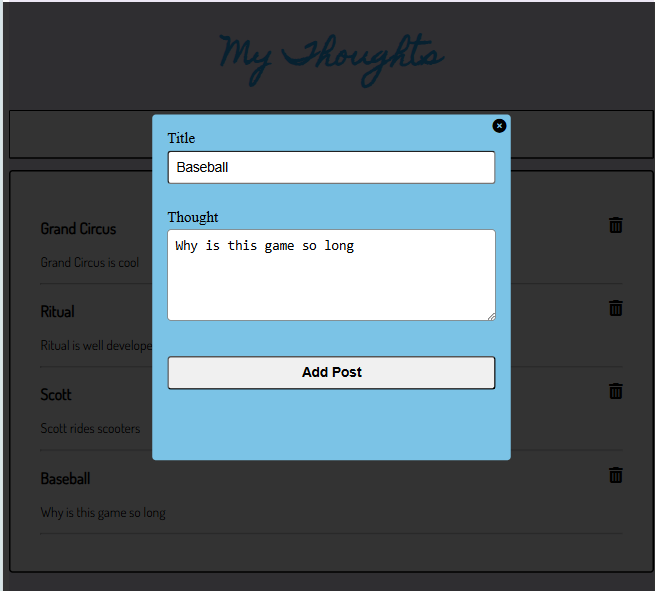 My Thoughts
Title
Baseball
Thought
Why is this game so long
Add Post
Grand Circus
Grand Circus is cool
Ritual
Ritual is well develope
Scott
Scott rides scooters
Baseball
Why is this game so long